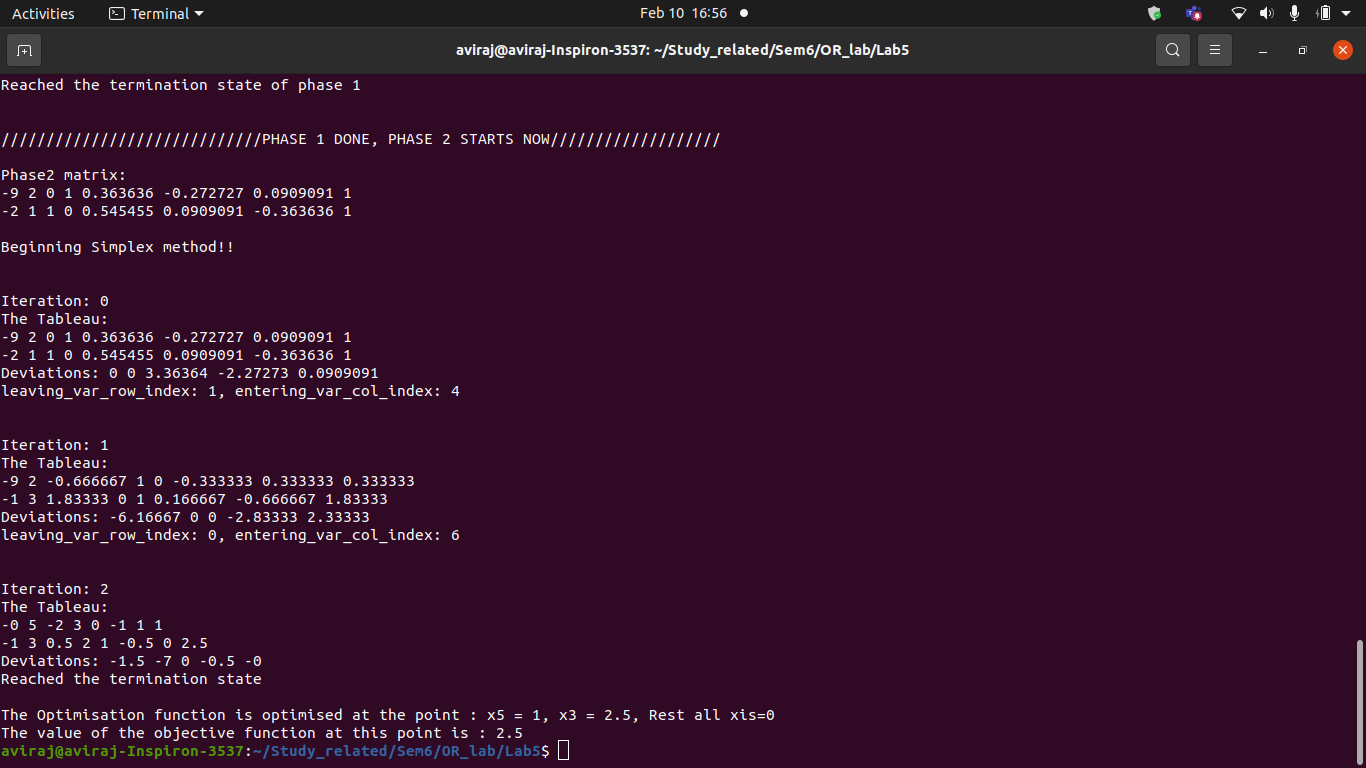 Activities Terminal Feb 10 16:56
aviraj@aviraj-Inspiron-3537: ~/Study_related/Sem6/OR_lab/Lab5
Reached the termination state of phase 1
/////////////////////////////PHASE 1 DONE, PHASE 2 STARTS NOW///////////////////
Phase2 matrix:
-9 2 0 1 0.363636 -0.272727 0.0909091 1
-2 1 1 0 0.545455 0.0909091 -0.363636 1
Beginning Simplex method!!
Iteration: 0
The Tableau:
-9 2 0 1 0.363636 -0.272727 0.0909091 1
-2 1 1 0 0.545455 0.0909091 -0.363636 1
Deviations: 0 0 3.36364 -2.27273 0.0909091
leaving_var_row_index: 1, entering_var_col_index: 4
Iteration: 1
The Tableau:
-9 2 -0.666667 1 0 -0.333333 0.333333 0.333333
-1 3 1.83333 0 1 0.166667 -0.666667 1.83333
Deviations: -6.16667 0 0 -2.83333 2.33333
leaving_var_row_index: 0, entering_var_col_index: 6
Iteration: 2
The Tableau:
-0 5 -2 3 0 -1 1 1
-1 3 0.5 2 1 -0.5 0 2.5
Deviations: -1.5 -7 0 -0.5 -0
Reached the termination state
The Optimisation function is optimised at the point : x5 = 1, x3 = 2.5, Rest all xis=0
The value of the objective function at this point is : 2.5
aviraj@aviraj-Inspiron-3537:~/Study_related/Sem6/OR_lab/Lab5$